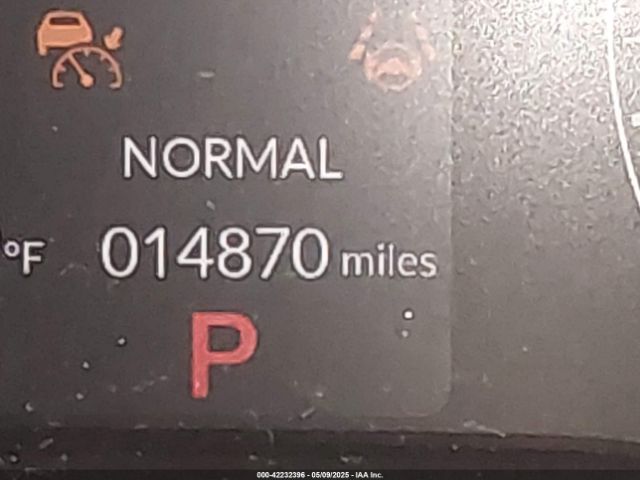 NORMAL
°F 014870 miles
P
000-42232396 - 05/09/2025 - IAA Inc.